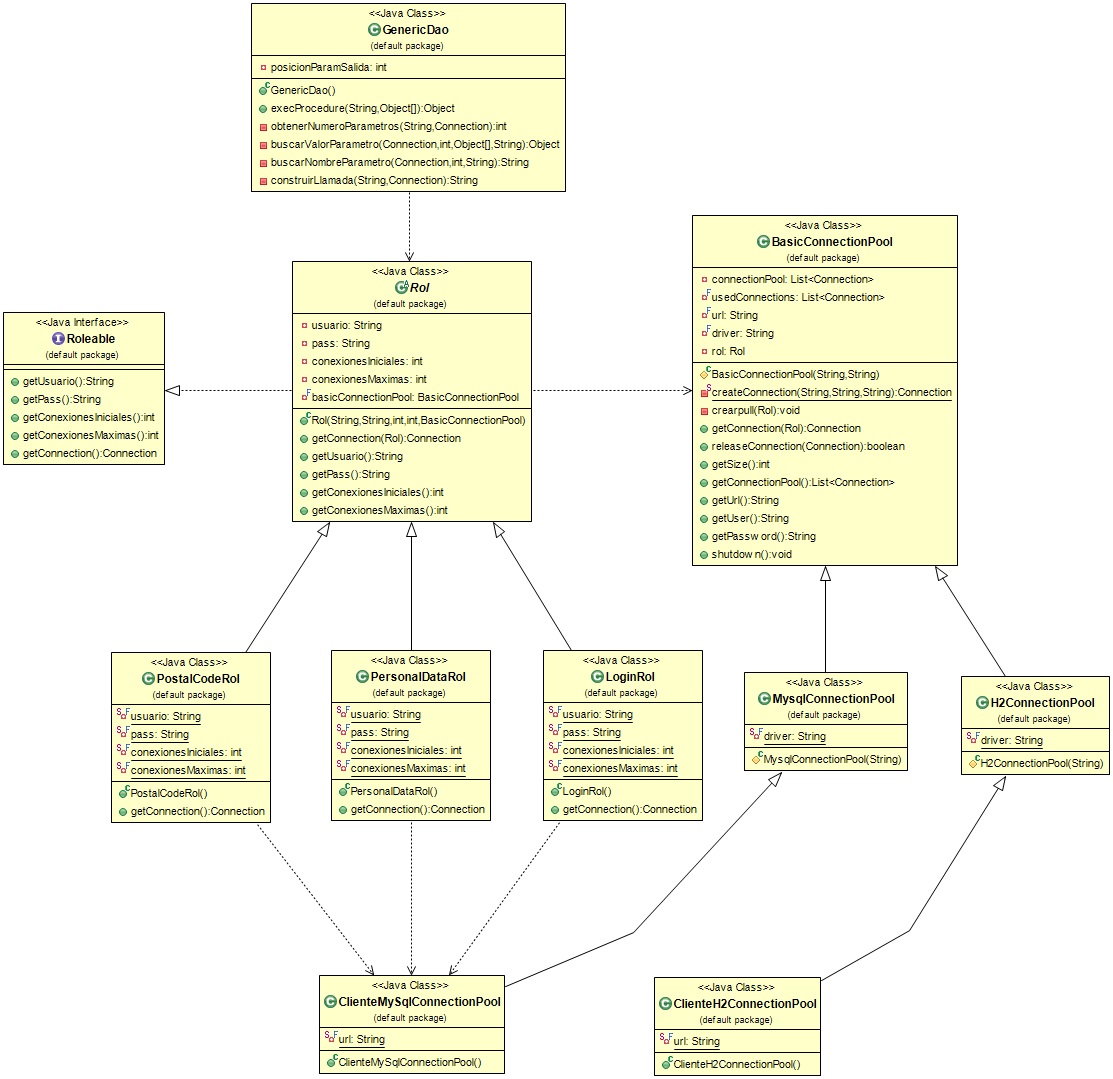 <<Java Class>>
GenericDao
(default package)
posicionParamSalida: int
GenericDao()
execProcedure(String,Object[]):Object
obtenerNumeroParametros(String,Connection):int
buscarValorParametro(Connection,int,Object[],String):Object
buscarNombreParametro(Connection,int,String):String
construirLlamada(String,Connection):String
<<Java Class>>
BasicConnectionPool
(default package)
connectionPool: List<Connection>
usedConnections: List<Connection>
url: String
driver: String
rol: Rol
BasicConnectionPool(String,String)
createConnection(String,String,String):Connection
crearpull(Rol):void
getConnection(Rol):Connection
releaseConnection(Connection):boolean
getSize():int
getConnectionPool():List<Connection>
getUrl():String
getUser():String
getPassword():String
shutdown():void
<<Java Class>>
Rol
(default package)
usuario: String
pass: String
conexionesIniciales: int
conexionesMaximas: int
basicConnectionPool: BasicConnectionPool
Rol(String,String,int,int,BasicConnectionPool)
getConnection(Rol):Connection
getUsuario():String
getPass():String
getConexionesIniciales():int
getConexionesMaximas():int
<<Java Interface>>
Roleable
(default package)
getUsuario():String
getPass():String
getConexionesIniciales():int
getConexionesMaximas():int
getConnection():Connection
<<Java Class>>
PostalCodeRol
(default package)
usuario: String
pass: String
conexionesIniciales: int
conexionesMaximas: int
PostalCodeRol()
getConnection():Connection
<<Java Class>>
PersonalDataRol
(default package)
usuario: String
pass: String
conexionesIniciales: int
conexionesMaximas: int
PersonalDataRol()
getConnection():Connection
<<Java Class>>
LoginRol
(default package)
usuario: String
pass: String
conexionesIniciales: int
conexionesMaximas: int
LoginRol()
getConnection():Connection
<<Java Class>>
MysqlConnectionPool
(default package)
driver: String
MysqlConnectionPool(String)
<<Java Class>>
H2ConnectionPool
(default package)
driver: String
H2ConnectionPool(String)
<<Java Class>>
ClienteMySqlConnectionPool
(default package)
url: String
ClienteMySqlConnectionPool()
<<Java Class>>
ClienteH2ConnectionPool
(default package)
url: String
ClienteH2ConnectionPool()